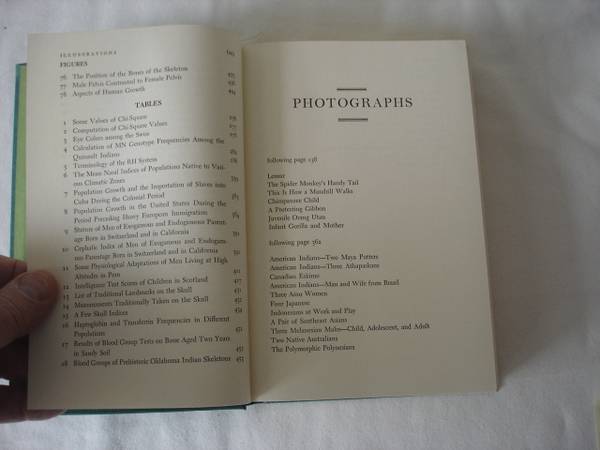 ILLUSTRATIONS
FIGURES
76 The Position of the Bones of the Skeleton
77 Male Pelvis Contrasted to Female Pelvis
78 Aspects of Human Growth
TABLES
1 Some Values of Chi-Square
2 Computation of Chi-Square Values
3 Eye Colors among the Swiss
4 Calculation of MN Genotype Frequencies Among the
Quinault Indians
5 Terminology of the RH System
6 The Mean Nasal Indices of Populations Native to Vari-
ous Climatic Zones
7 Population Growth and the Importation of Slaves into
Cuba During the Colonial Period
8 Population Growth in the United States During the
Period Preceding Heavy European Immigration
9 Stature of Men of Exogamous and Endogamous Parent-
age Born in Switzerland and in California
10 Cephalic Index of Men of Exogamous and Endogam-
ous Parentage Born in Switzerland and in California
11 Some Physiological Adaptations of Men Living at High
Altitude in Peru
12 Intelligence Test Scores of Children in Scotland
13 List of Traditional Landmarks on the Skull
14 Measurements Traditionally Taken on the Skull
15 A Few Skull Indices
16 Haptoglobin and Transferrin Frequencies in Different
Populations
17 Results of Blood Group Tests on Bone Aged Two Years
in Sandy Soil
18 Blood Groups of Prehistoric Oklahoma Indian Skeletons 453
PHOTOGRAPHS
following page 138
Lemur
The Spider Monkey's Handy Tail
This Is How a Mandrill Walks
Chimpanzee Child
A Protecting Gibbon
Juvenile Orang Utan
Infant Gorilla and Mother
following page 362
American Indians—Two Maya Portraits
American Indians—Three Athapaskans
Canadian Eskimo
American Indians—Man and Wife from Brazil
Three Ainu Women
Four Japanese
Indonesians at Work and Play
A Pair of Southeast Asians
Three Melanesian Males—Child, Adolescent, and Adult
Two Native Australians
The Polymorphic Polynesians